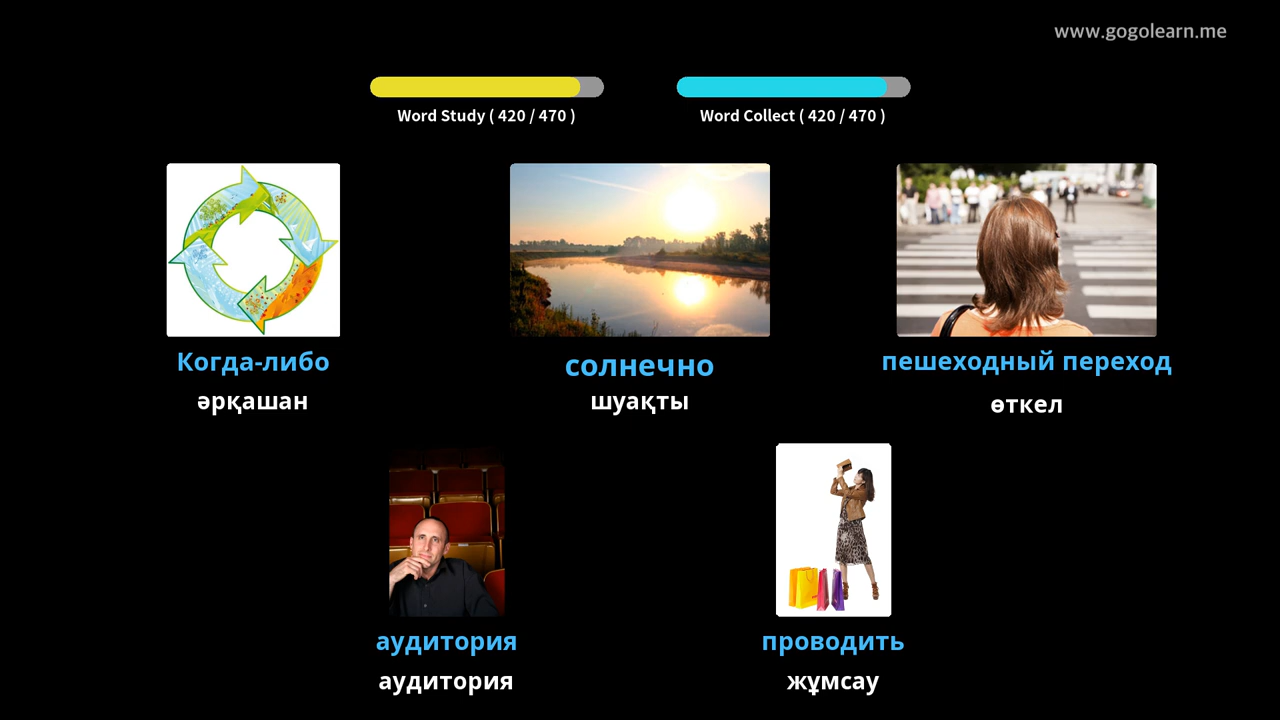 www.gogolearn.me
Word Study ( 420 / 470 )
Word Collect ( 420 / 470 )
Когда-либо
әрқашан
солнечно
шуақты
пешеходный переход
өткел
аудитория
аудитория
проводить
жұмсау